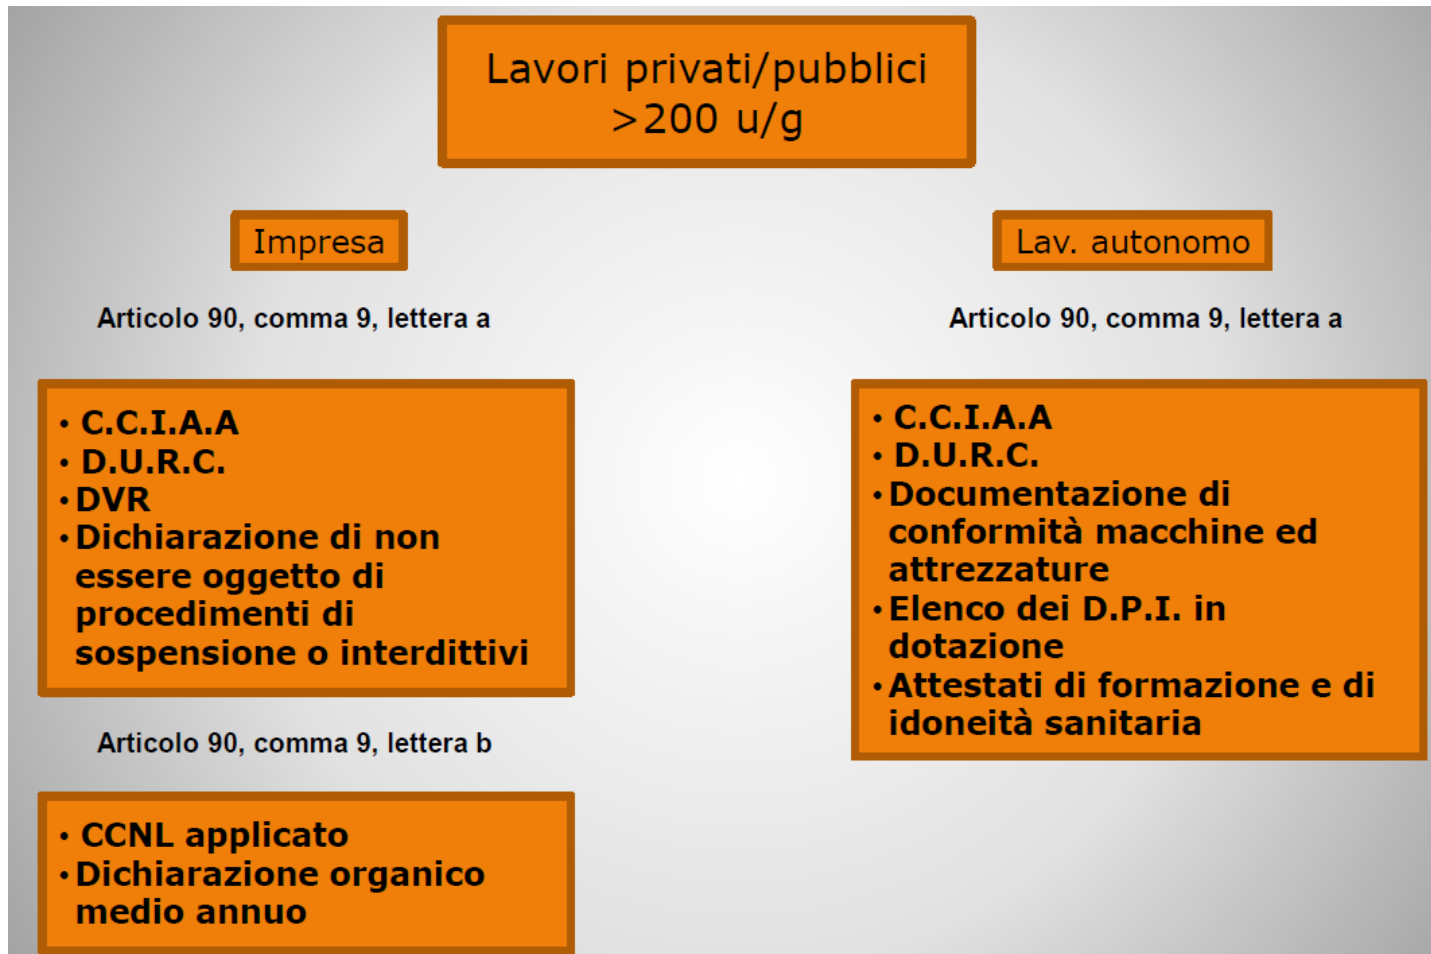 Lavori privati/pubblici
>200 u/g
Impresa
Articolo 90, comma 9, lettera a
• C.C.I.A.A
• D.U.R.C.
• DVR
• Dichiarazione di non
essere oggetto di
procedimenti di
sospensione o interdittivi
Articolo 90, comma 9, lettera b
• CCNL applicato
• Dichiarazione organico
medio annuo
Lav. autonomo
Articolo 90, comma 9, lettera a
• C.C.I.A.A
• D.U.R.C.
• Documentazione di
conformità macchine ed
attrezzature
• Elenco dei D.P.I. in
dotazione
• Attestati di formazione e di
idoneità sanitaria